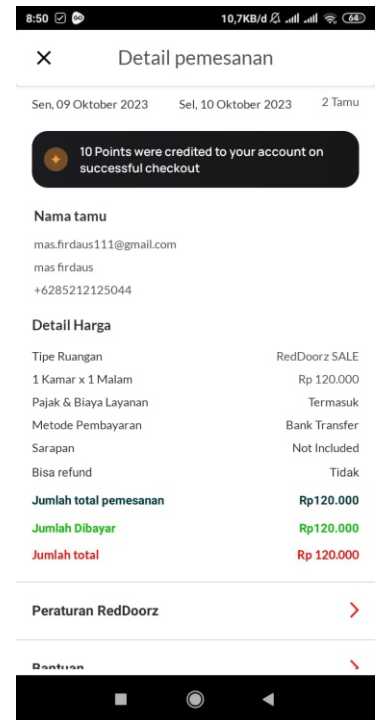 8:50
10,7KB/d
64
Detail pemesanan
Sen, 09 Oktober 2023 Sel, 10 Oktober 2023 2 Tamu
10 Points were credited to your account on
successful checkout
Nama tamu
mas.firdaus111@gmail.com
mas firdaus
+6285212125044
Detail Harga
Tipe Ruangan RedDoorz SALE
1 Kamar x 1 Malam Rp 120.000
Pajak & Biaya Layanan Termasuk
Metode Pembayaran Bank Transfer
Sarapan Not Included
Bisa refund Tidak
Jumlah total pemesanan Rp120.000
Jumlah Dibayar Rp120.000
Jumlah total Rp 120.000
Peraturan RedDoorz
Bantuan